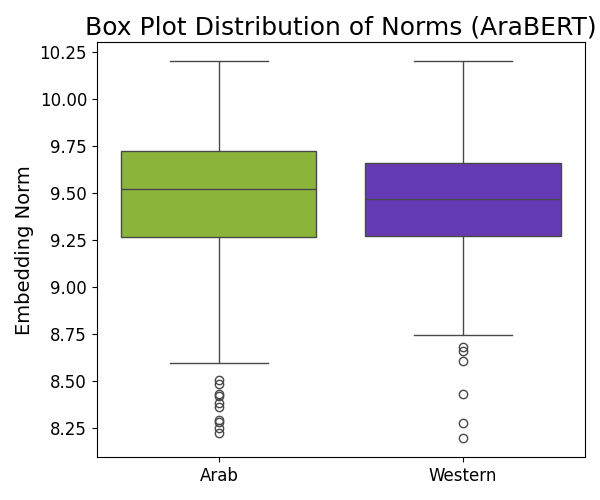 Box Plot Distribution of Norms (AraBERT)
10.25
10.00
9.75
9.50
9.25
9.00
8.75
8.50
8.25
Embedding Norm
Arab
Western